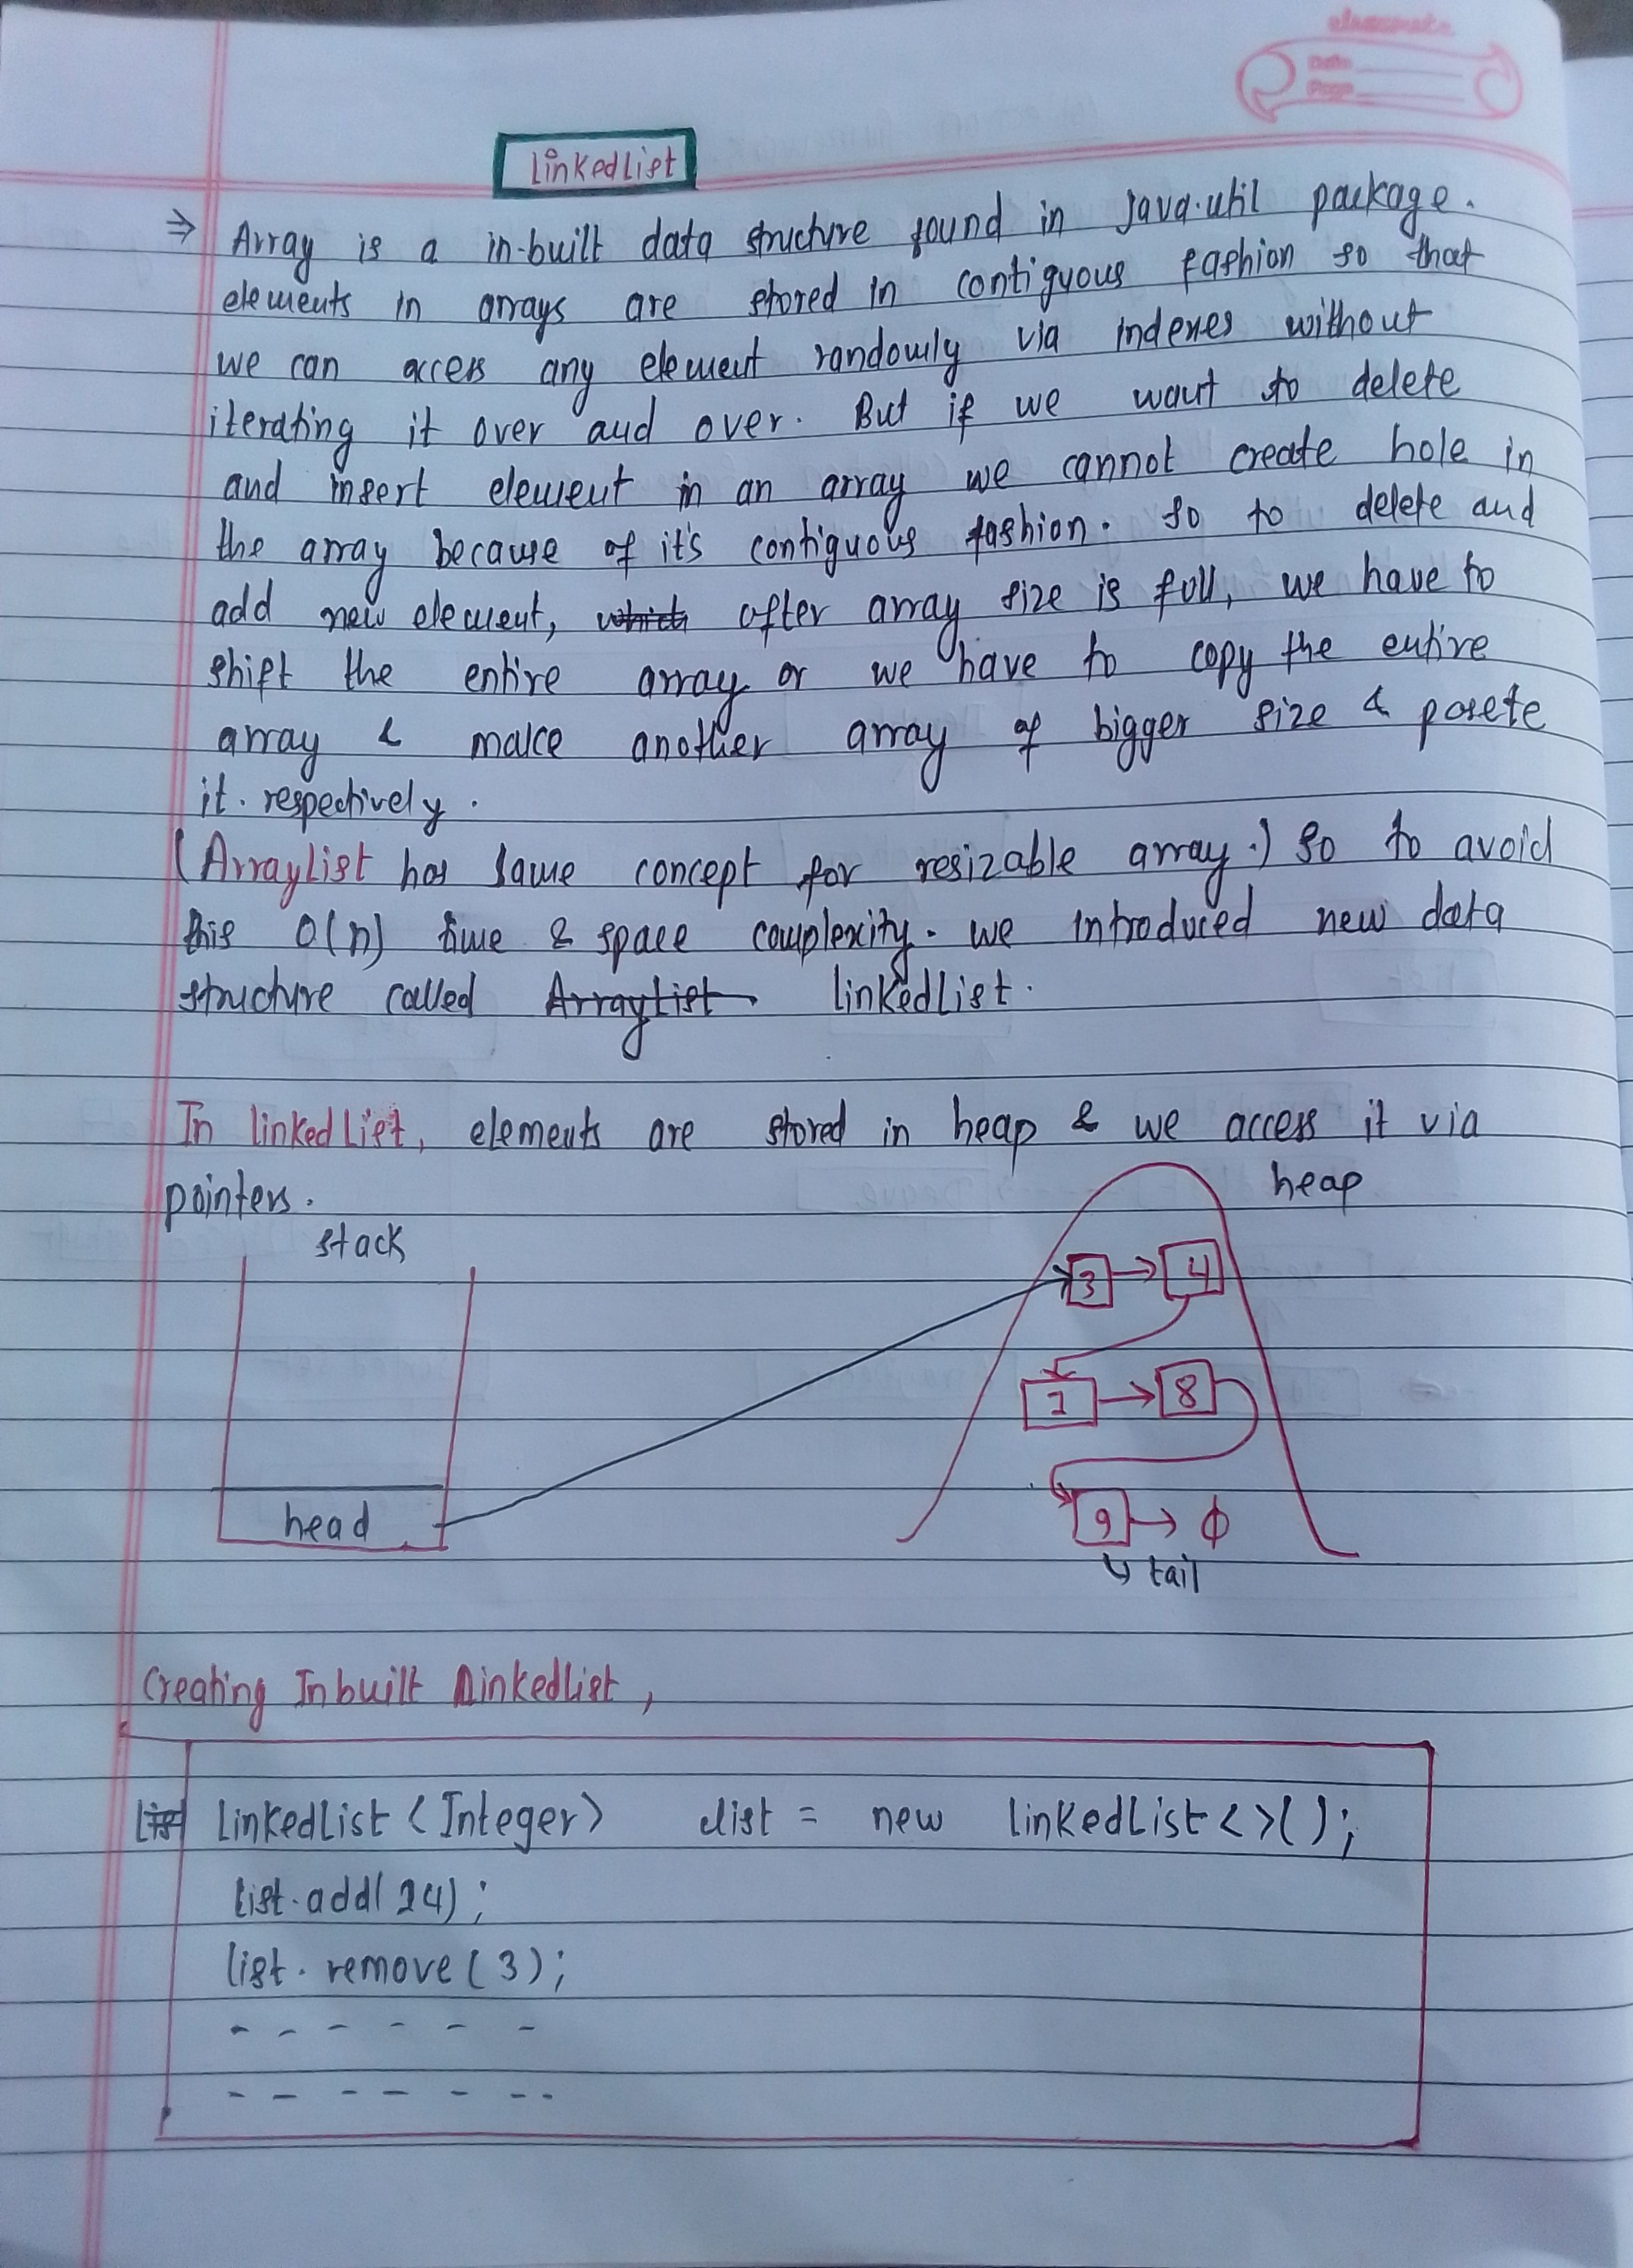 classmate
Date
Page
LinkedList
⇒ Array is a in-built data structure found in Java.util package.
elements in arrays are stored in contiguous fashion so that
we can access any element randomly via indexes without
iterating it over and over. But if we want to delete
and insert element in an array we cannot create hole in
the array because of it's contiguous fashion. So to delete and
add new element, which after array size is full, we have to
shift the entire array or we have to copy the entire
array & make another array of bigger size & pasete
it. respectively.
(ArrayList has same concept for resizable array.) So to avoid
this O(n) time & space complexity. we introduced new data
structure called ArrayList linkedList.
In linkedList, elements are stored in heap & we access it via
pointers.
heap
stack
3 → 4
7 → 8
head
9 → ϕ
↳ tail
Creating Inbuilt LinkedList,
List LinkedList <Integer> list = new LinkedList<>();
list.add(24);
list.remove(3);
- - - - - -
- - - - - - -